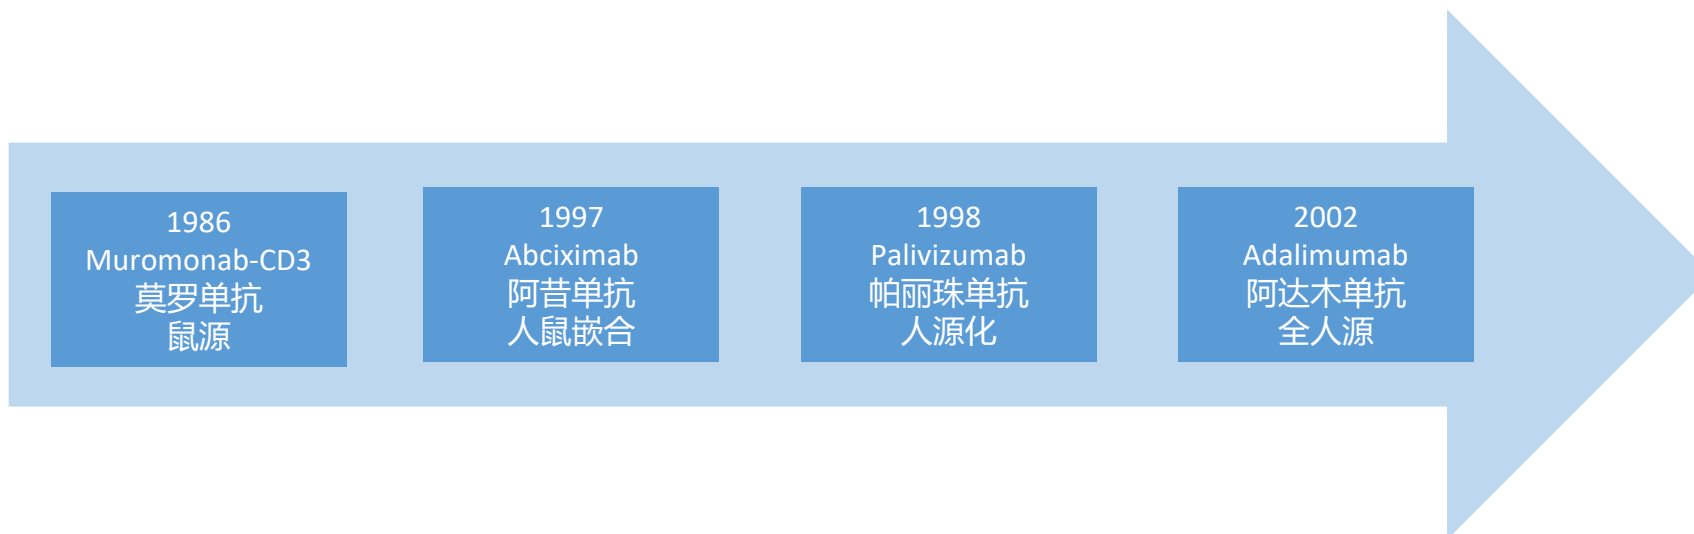 1986
Muromonab-CD3
莫罗单抗
鼠源
1997
Abciximab
阿昔单抗
人鼠嵌合
1998
Palivizumab
帕丽珠单抗
人源化
2002
Adalimumab
阿达木单抗
全人源